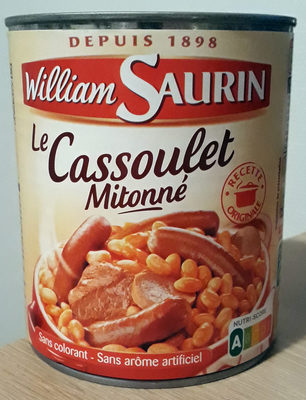 DEPUIS 1898
William SAURIN
Le Cassoulet
Mitonné
RECETTE
ORIGINALE
Sans colorant - Sans arôme artificiel
NUTRI-SCORE
A